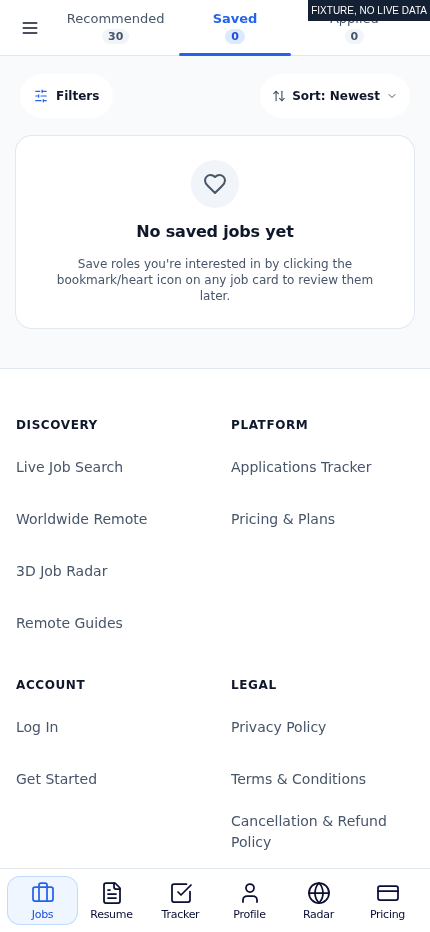 FIXTURE, NO LIVE DATA
Recommended
30
Saved
0
Applied
0
Filters
Sort: Newest
No saved jobs yet
Save roles you're interested in by clicking the
bookmark/heart icon on any job card to review them
later.
DISCOVERY
Live Job Search
Worldwide Remote
3D Job Radar
Remote Guides
PLATFORM
Applications Tracker
Pricing & Plans
ACCOUNT
Log In
Get Started
LEGAL
Privacy Policy
Terms & Conditions
Cancellation & Refund
Policy
Jobs
Resume
Tracker
Profile
Radar
Pricing